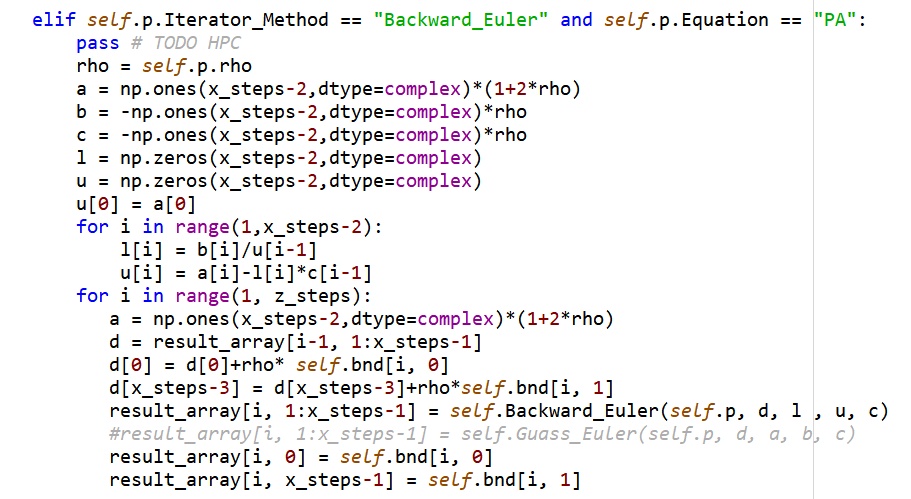 elif self.p.Iterator_Method == "Backward_Euler" and self.p.Equation == "PA":
    pass # TODO HPC
    rho = self.p.rho
    a = np.ones(x_steps-2,dtype=complex)*(1+2*rho)
    b = -np.ones(x_steps-2,dtype=complex)*rho
    c = -np.ones(x_steps-2,dtype=complex)*rho
    l = np.zeros(x_steps-2,dtype=complex)
    u = np.zeros(x_steps-2,dtype=complex)
    u[0] = a[0]
    for i in range(1,x_steps-2):
        l[i] = b[i]/u[i-1]
        u[i] = a[i]-l[i]*c[i-1]
    for i in range(1, z_steps):
       a = np.ones(x_steps-2,dtype=complex)*(1+2*rho)
       d = result_array[i-1, 1:x_steps-1]
       d[0] = d[0]+rho* self.bnd[i, 0]
       d[x_steps-3] = d[x_steps-3]+rho*self.bnd[i, 1]
       result_array[i, 1:x_steps-1] = self.Backward_Euler(self.p, d, l , u, c)
       #result_array[i, 1:x_steps-1] = self.Guass_Euler(self.p, d, a, b, c)
       result_array[i, 0] = self.bnd[i, 0]
       result_array[i, x_steps-1] = self.bnd[i, 1]